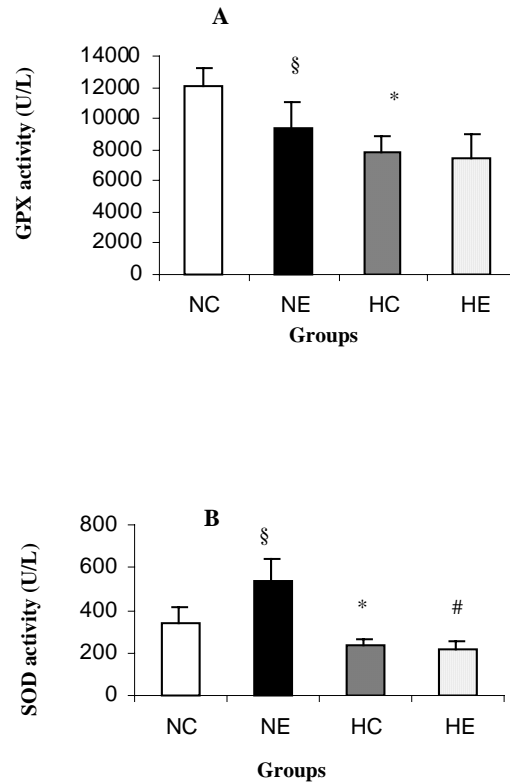 A
GPX activity (U/L)
14000
12000
10000
8000
6000
4000
2000
0
§
*
NC NE HC HE
Groups
B
SOD activity (U/L)
800
600
400
200
0
§
*
#
NC NE HC HE
Groups